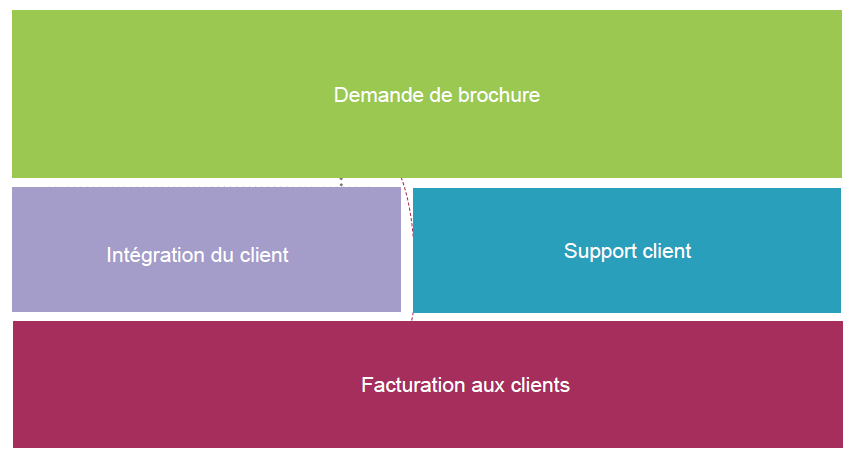 Demande de brochure
Intégration du client
Support client
Facturation aux clients